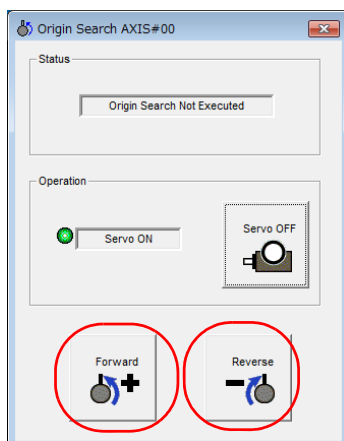 Origin Search AXIS#00
Status
Origin Search Not Executed
Operation
Servo ON
Servo OFF
Forward
Reverse